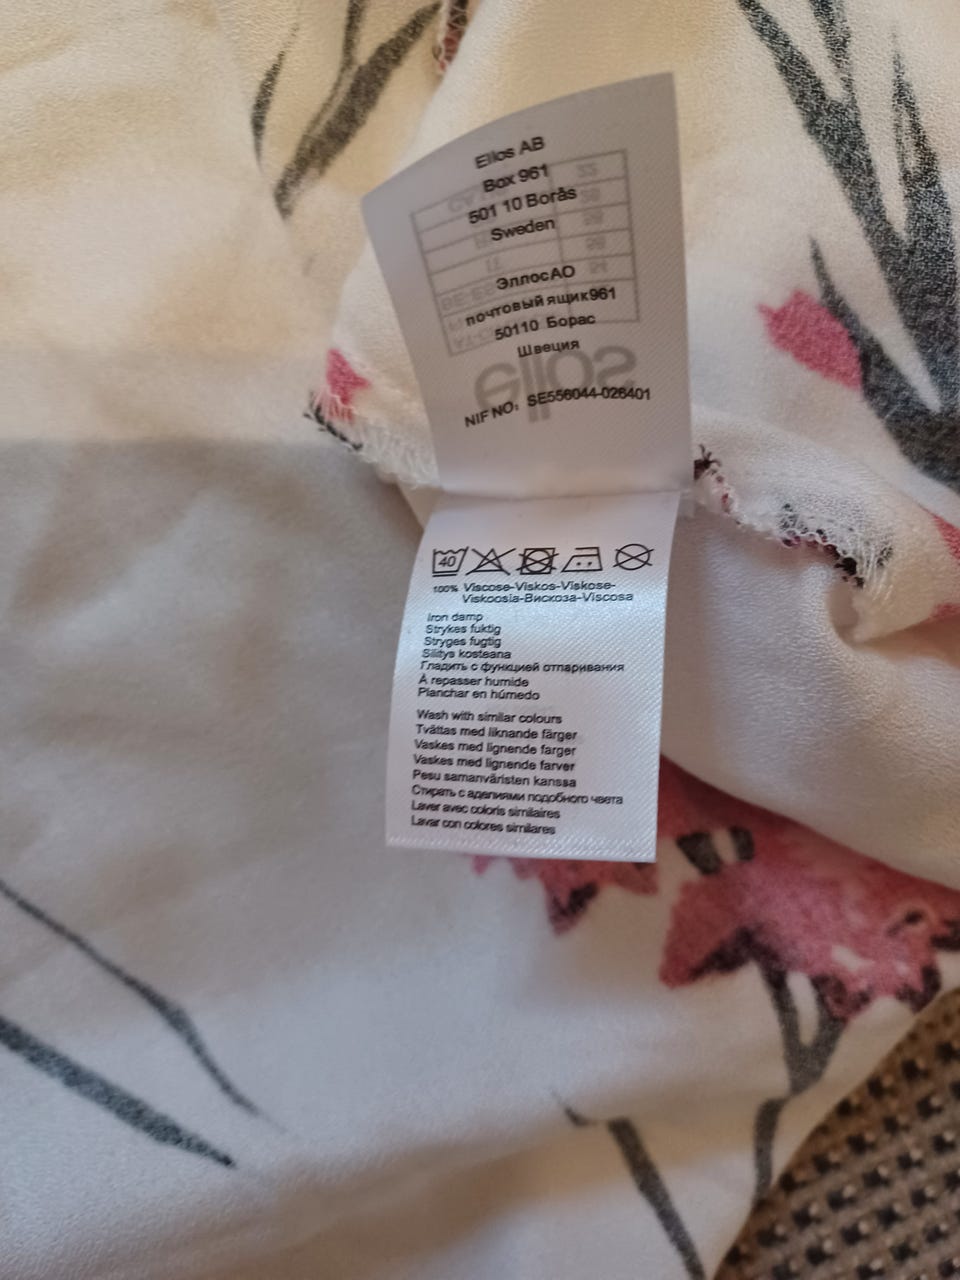 Ellos AB
Box 961
501 10 Borås
Sweden
ЭллосАО
почтовый ящик961
50110 Борас
Швеция
ellos
NIF NO: SE556044-026401
40
100% Viscose-Viskos-Viskose-
Viskoosia-Вискоза-Viscosa
Iron damp
Strykes fuktig
Stryges fugtig
Silitys kosteana
Гладить с функцией отпаривания
À repasser humide
Planchar en húmedo
Wash with similar colours
Tvättas med liknande färger
Vaskes med lignende farger
Vaskes med lignende farver
Pesu samanväristen kanssa
Стирать с аделиями подобного чвета
Laver avec coloris similaires
Lavar con colores similares